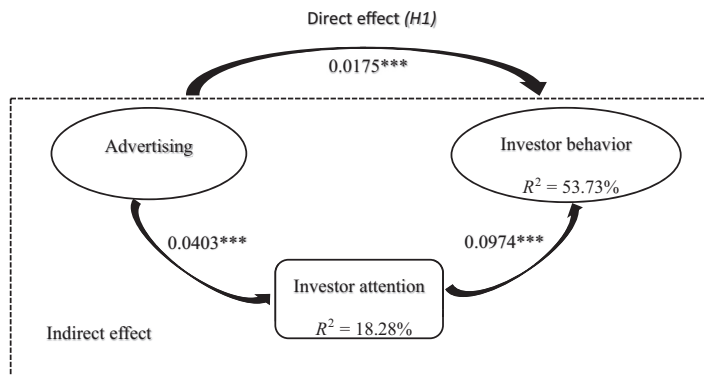 Direct effect (H1)
0.0175***
Advertising
Investor behavior
R² = 53.73%
0.0403***
0.0974***
Investor attention
R² = 18.28%
Indirect effect